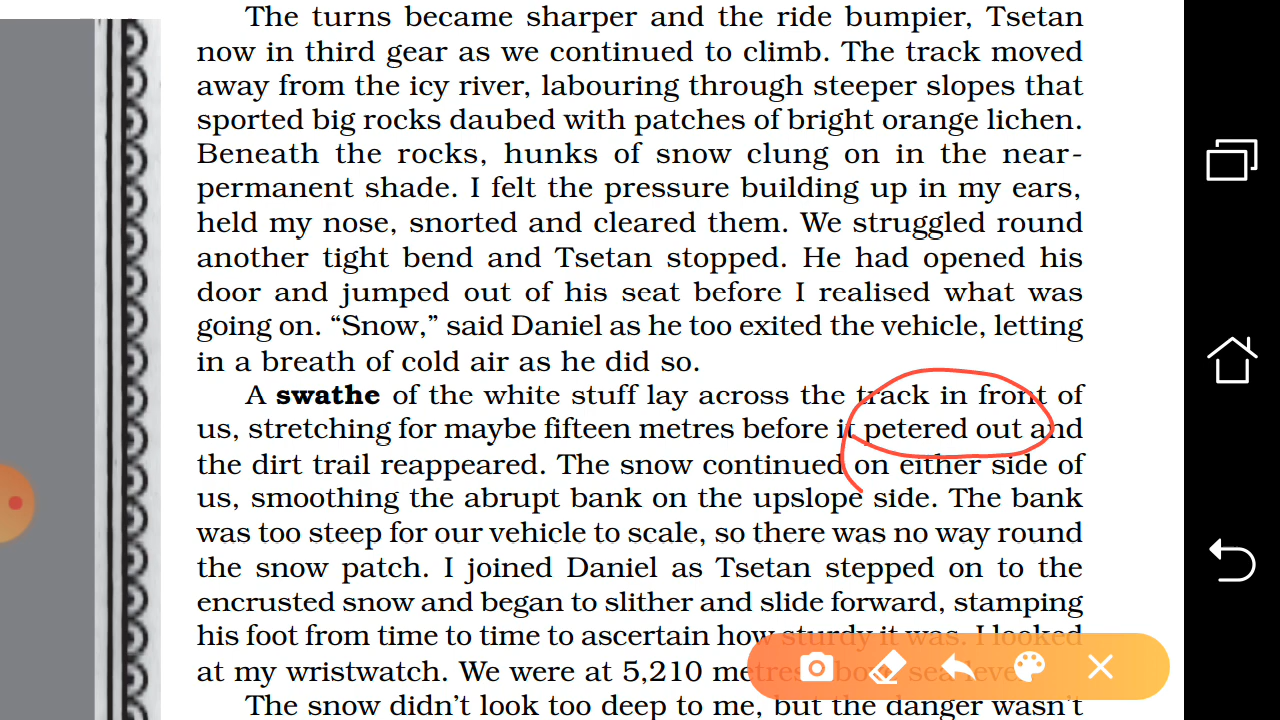 The turns became sharper and the ride bumpier, Tsetan
now in third gear as we continued to climb. The track moved
away from the icy river, labouring through steeper slopes that
sported big rocks daubed with patches of bright orange lichen.
Beneath the rocks, hunks of snow clung on in the near-
permanent shade. I felt the pressure building up in my ears,
held my nose, snorted and cleared them. We struggled round
another tight bend and Tsetan stopped. He had opened his
door and jumped out of his seat before I realised what was
going on. “Snow,” said Daniel as he too exited the vehicle, letting
in a breath of cold air as he did so.
A swathe of the white stuff lay across the track in front of
us, stretching for maybe fifteen metres before it petered out and
the dirt trail reappeared. The snow continued on either side of
us, smoothing the abrupt bank on the upslope side. The bank
was too steep for our vehicle to scale, so there was no way round
the snow patch. I joined Daniel as Tsetan stepped on to the
encrusted snow and began to slither and slide forward, stamping
his foot from time to time to ascertain how sturdy it was. I looked
at my wristwatch. We were at 5,210 metres above sea level.
The snow didn’t look too deep to me, but the danger wasn’t